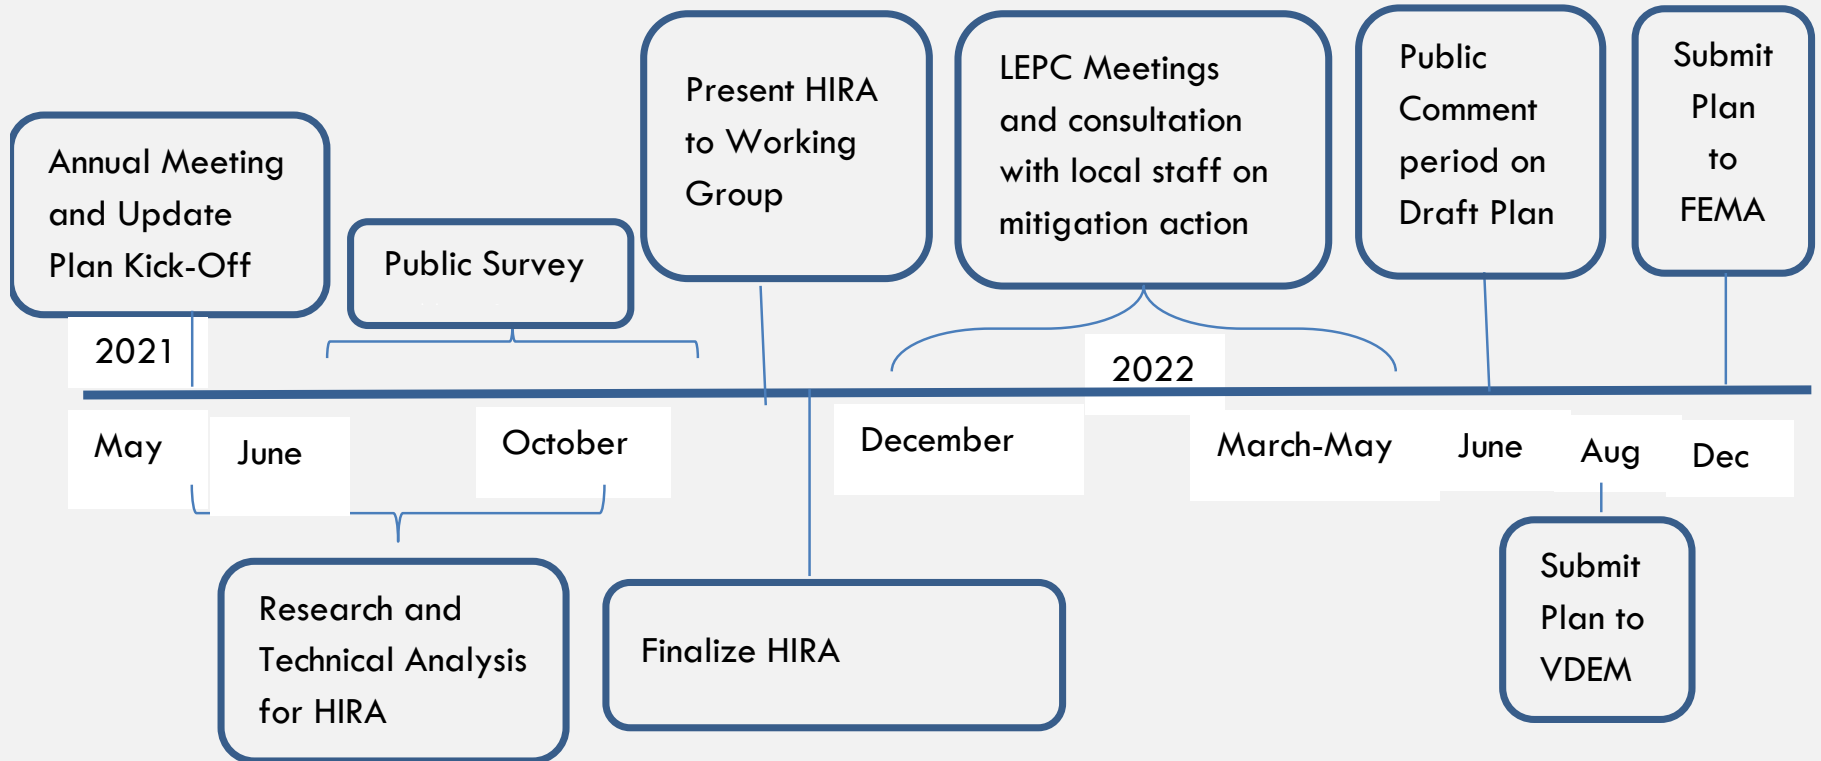 Annual Meeting
and Update
Plan Kick-Off
Public Survey
Present HIRA
to Working
Group
LEPC Meetings
and consultation
with local staff on
mitigation action
Public
Comment
period on
Draft Plan
Submit
Plan
to
FEMA
2021
2022
May
June
October
December
March-May
June
Aug
Dec
Research and
Technical Analysis
for HIRA
Finalize HIRA
Submit
Plan to
VDEM